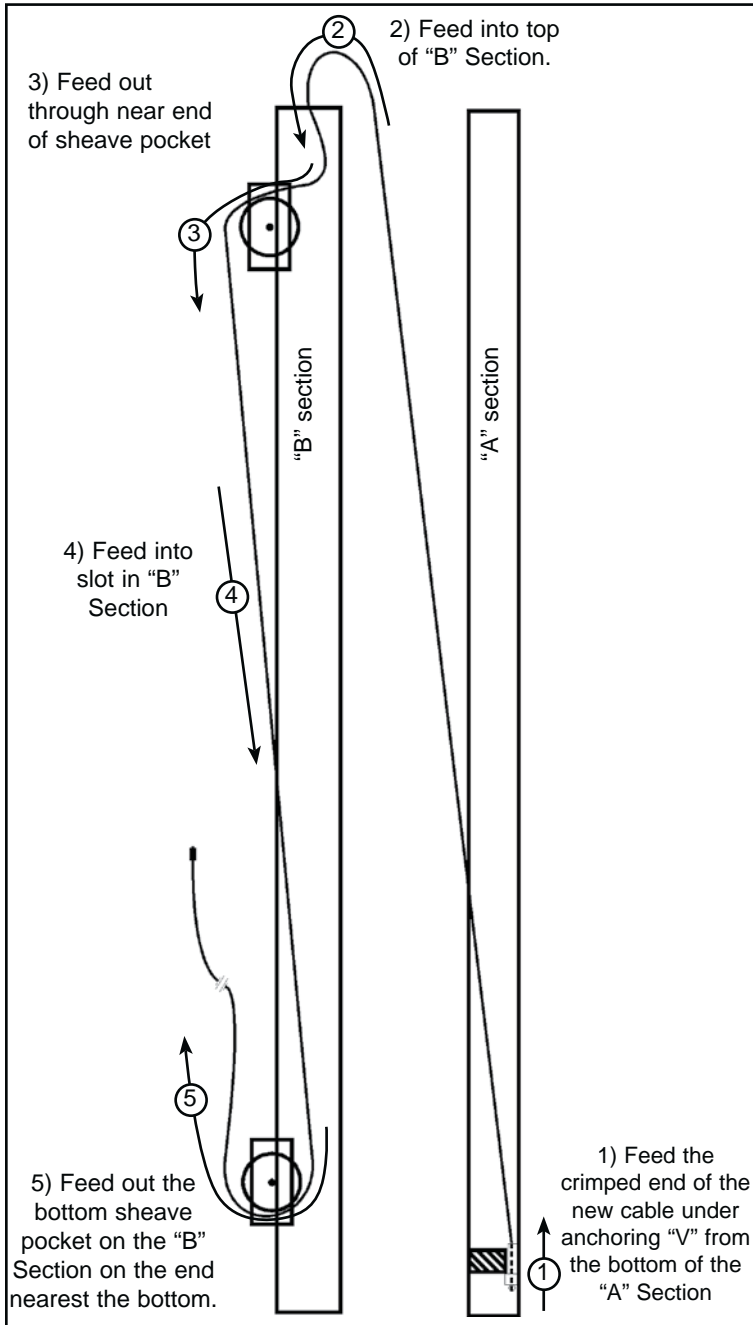 2
2) Feed into top
of “B” Section.
3) Feed out
through near end
of sheave pocket
3
“B” section
“A” section
4) Feed into
slot in “B”
Section
4
5
5) Feed out the
bottom sheave
pocket on the “B”
Section on the end
nearest the bottom.
1) Feed the
crimped end of the
new cable under
anchoring “V” from
the bottom of the
“A” Section
1